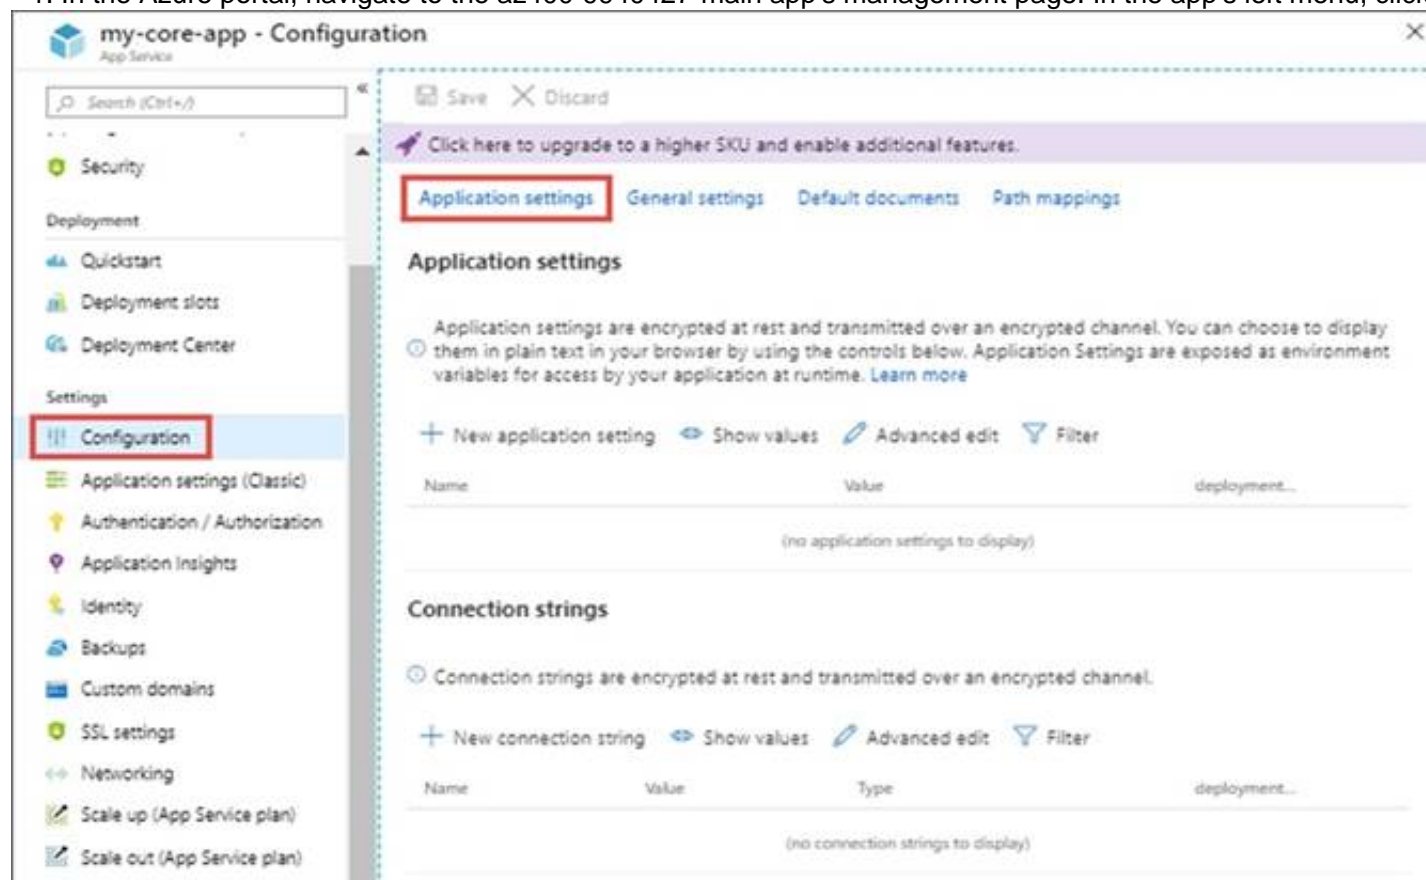 my-core-app - Configuration
App Service
Search (Ctrl+/)
Security
Deployment
Quickstart
Deployment slots
Deployment Center
Settings
Configuration
Application settings (Classic)
Authentication / Authorization
Application Insights
Identity
Backups
Custom domains
SSL settings
Networking
Scale up (App Service plan)
Scale out (App Service plan)
Save Discard
Click here to upgrade to a higher SKU and enable additional features.
Application settings General settings Default documents Path mappings
Application settings
Application settings are encrypted at rest and transmitted over an encrypted channel. You can choose to display
them in plain text in your browser by using the controls below. Application Settings are exposed as environment
variables for access by your application at runtime. Learn more
New application setting Show values Advanced edit Filter
Name Value deployment...
(no application settings to display)
Connection strings
Connection strings are encrypted at rest and transmitted over an encrypted channel.
New connection string Show values Advanced edit Filter
Name Value Type deployment...
(no connection strings to display)